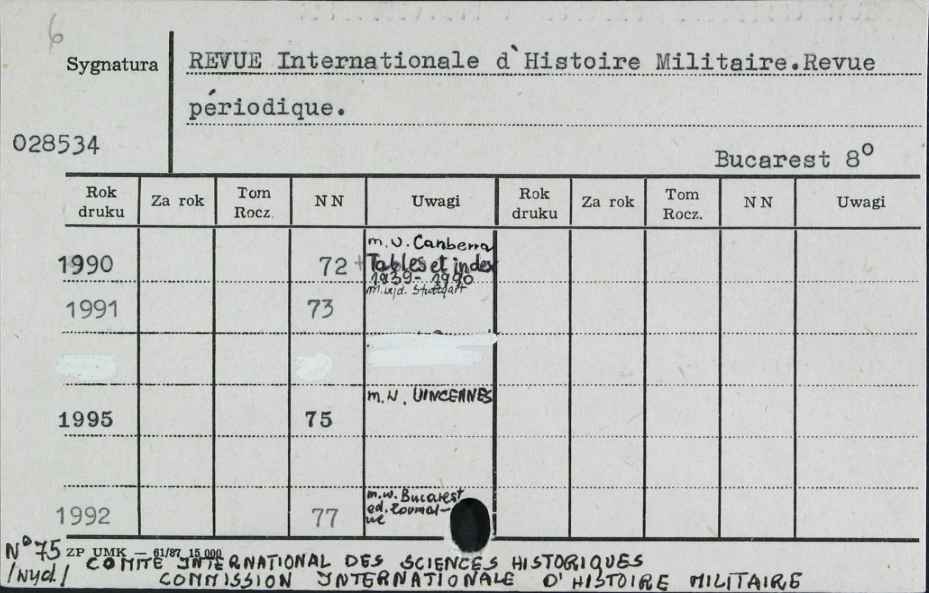 6
Sygnatura
REVUE Internationale d`Histoire Militaire.Revue
périodique.
028534
Bucarest 8º
Rok druku Za rok Tom Rocz. NN Uwagi Rok druku Za rok Tom Rocz. NN Uwagi
m.w. Canberra
1990 72 + Tables et index
1939-1990
m.wyd. Stuttgart
1991 73
m.w. VINCENNES
1995 75
m.w. Bucarest
1992 77 ed.
Nº 75 ZP UMK — 61/87 15 000
/wyd./ COMITÉ INTERNATIONAL DES SCIENCES HISTORIQUES
COMMISSION INTERNATIONALE D'HISTOIRE MILITAIRE